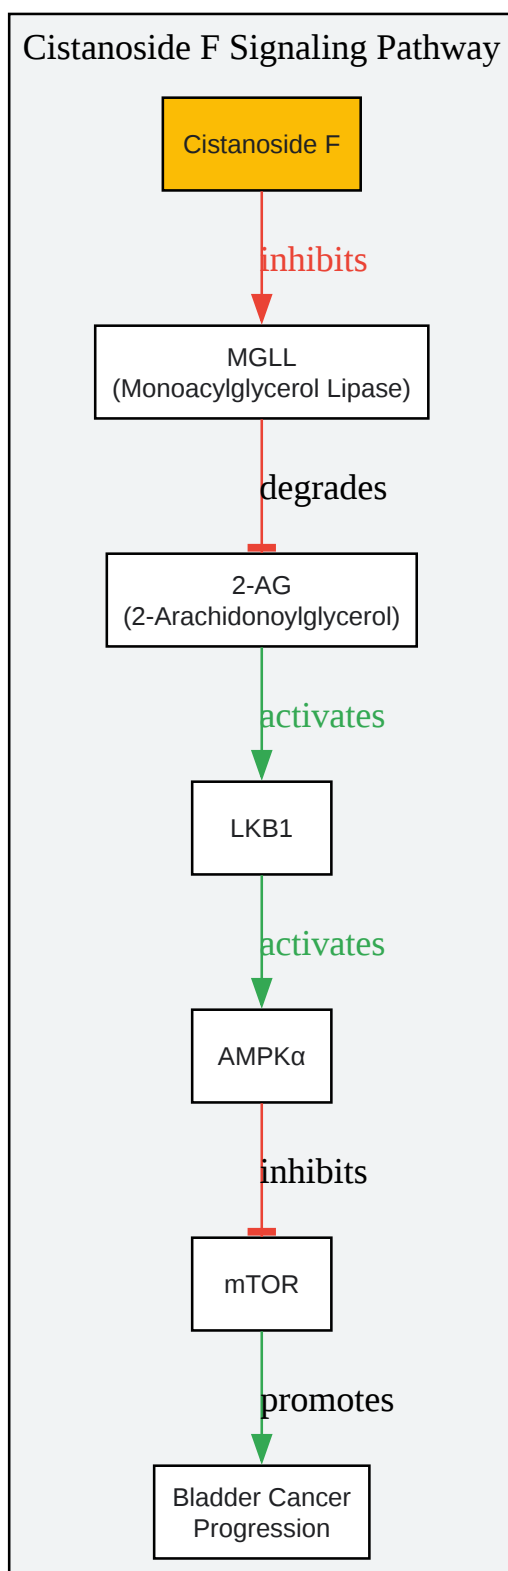 Cistanoside F Signaling Pathway
Cistanoside F
inhibits
MGLL
(Monoacylglycerol Lipase)
degrades
2-AG
(2-Arachidonoylglycerol)
activates
LKB1
activates
AMPKα
inhibits
mTOR
promotes
Bladder Cancer
Progression